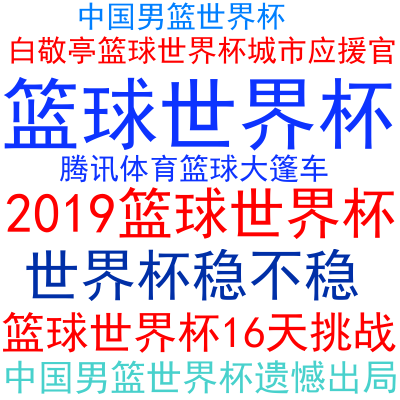 中国男篮世界杯
白敬亭篮球世界杯城市应援官
篮球世界杯
腾讯体育篮球大篷车
2019篮球世界杯
世界杯稳不稳
篮球世界杯16天挑战
中国男篮世界杯遗憾出局